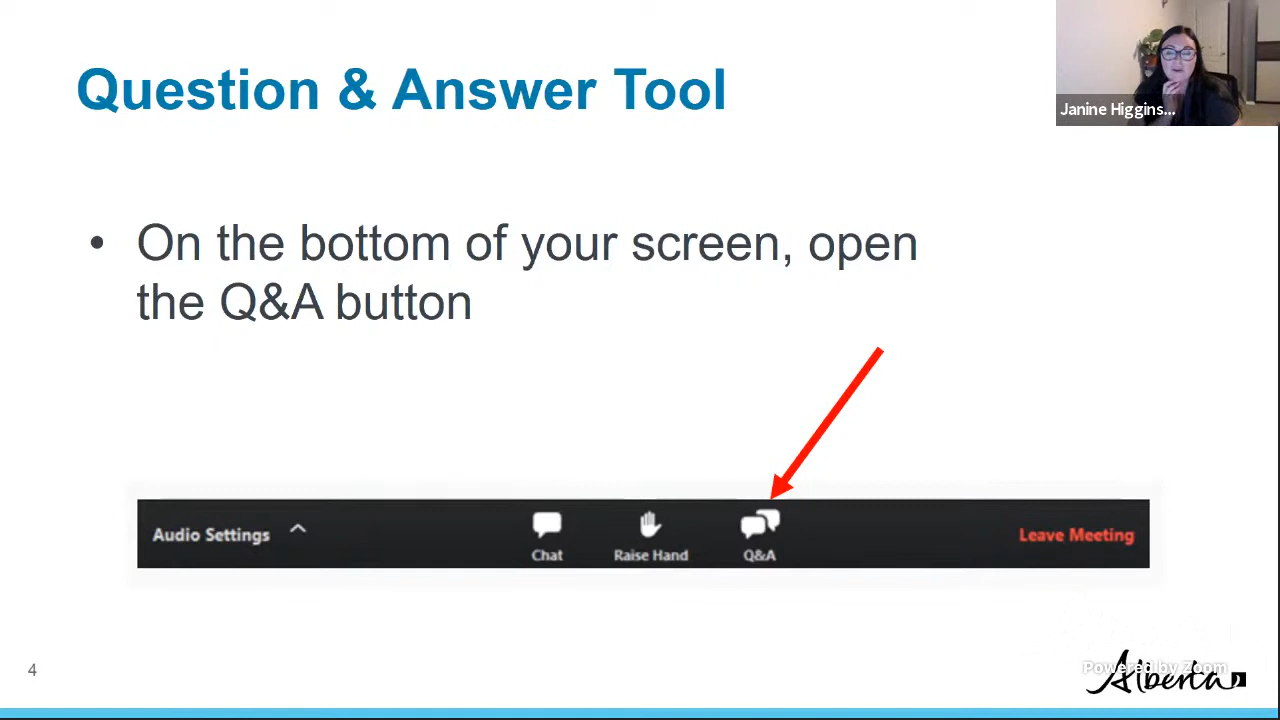 Question & Answer Tool
Janine Higgins...
• On the bottom of your screen, open
the Q&A button
Audio Settings
Chat
Raise Hand
Q&A
Leave Meeting
4
Powered by Zoom
Alberta